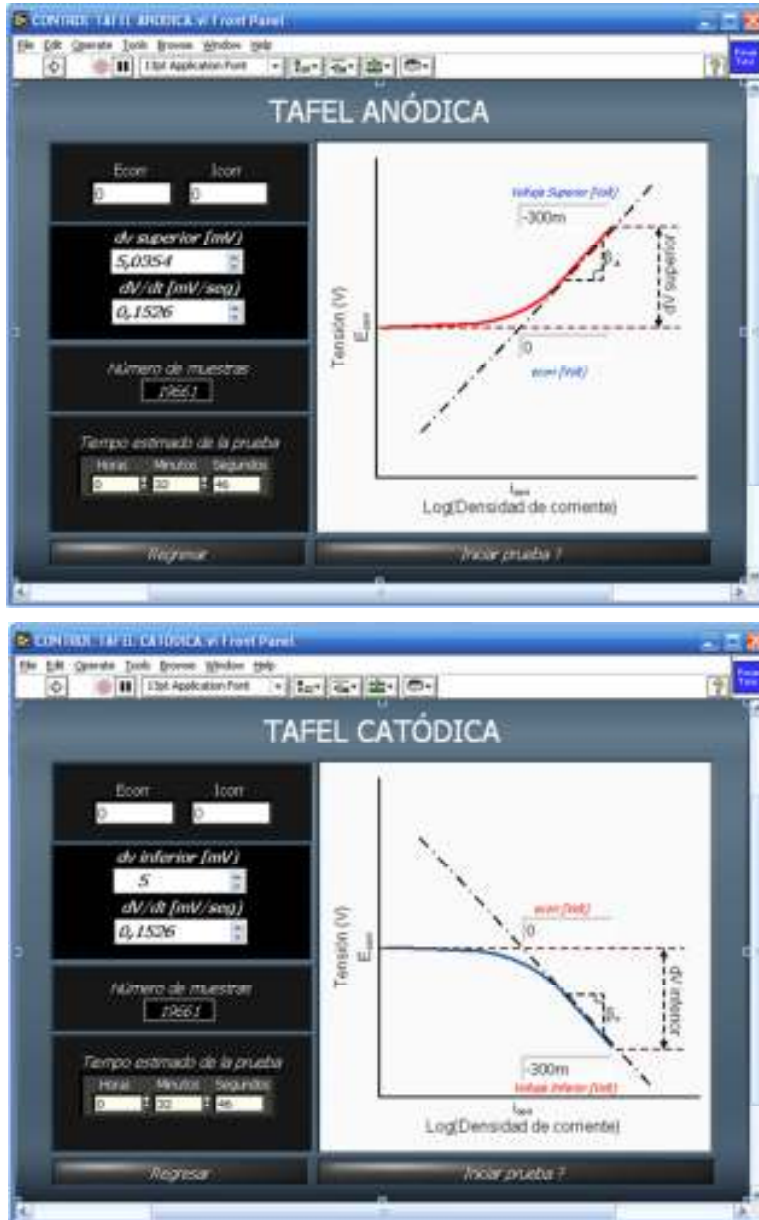 CONTROL TAFEL ANODICA.vi Front Panel
File Edit Operate Tools Browse Window Help
13pt Application Font
TAFEL ANÓDICA
Ecorr Icorr
0 0
dv superior [mV]
5,0354
dV/dt [mV/seg]
0,1526
Número de muestras
19661
Tiempo estimado de la prueba
Horas Minutos Segundos
0 32 46
Regresar
Iniciar prueba ?
Voltaje Superior [Volt]
-300m
dV superior
Tensión (V)
E
0
ecorr [Volt]
Log(Densidad de corriente)
CONTROL TAFEL CATODICA.vi Front Panel
File Edit Operate Tools Browse Window Help
13pt Application Font
TAFEL CATÓDICA
Ecorr Icorr
0 0
dv inferior [mV]
5
dV/dt [mV/seg]
0,1526
Número de muestras
19661
Tiempo estimado de la prueba
Horas Minutos Segundos
0 32 46
Regresar
Iniciar prueba ?
Tensión (V)
E
ecorr [Volt]
0
dV inferior
-300m
Voltaje Inferior [Volt]
Log(Densidad de corriente)